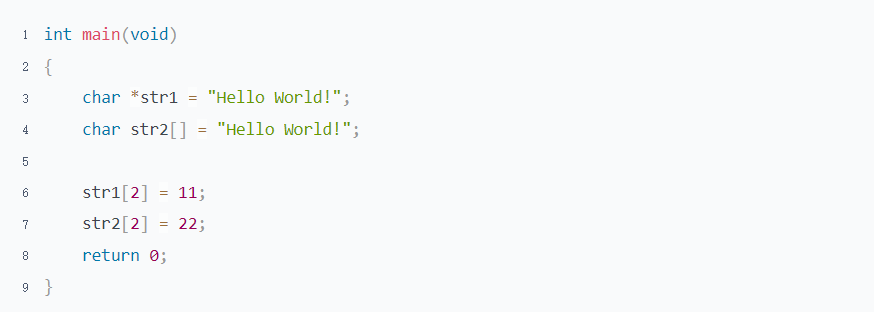 1 int main(void)
2 {
3     char *str1 = "Hello World!";
4     char str2[] = "Hello World!";
5
6     str1[2] = 11;
7     str2[2] = 22;
8     return 0;
9 }